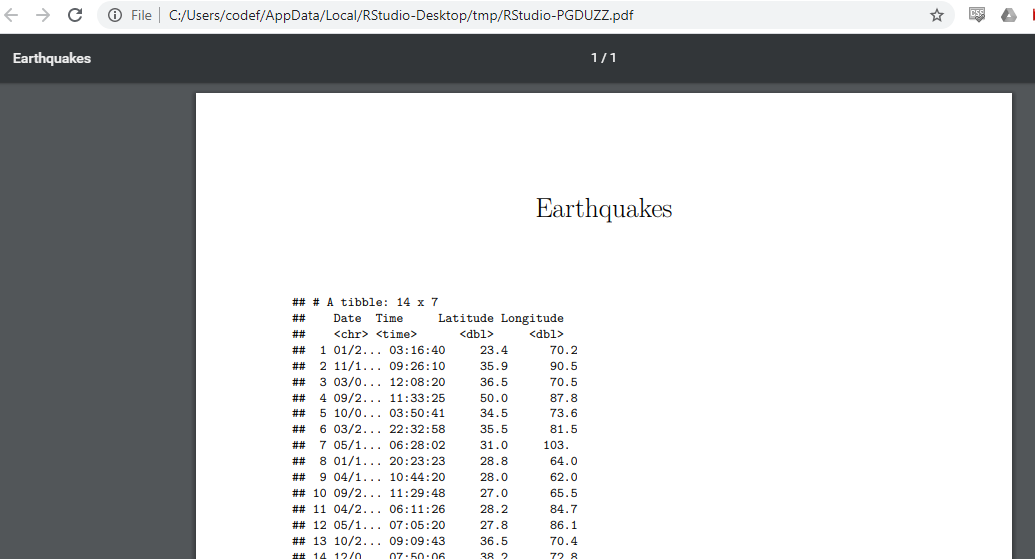 File | C:/Users/codef/AppData/Local/RStudio-Desktop/tmp/RStudio-PGDUZZ.pdf
Earthquakes 1 / 1
Earthquakes
## # A tibble: 14 x 7
##    Date  Time     Latitude Longitude
##    <chr> <time>      <dbl>     <dbl>
##  1 01/2... 03:16:40     23.4      70.2
##  2 11/1... 09:26:10     35.9      90.5
##  3 03/0... 12:08:20     36.5      70.5
##  4 09/2... 11:33:25     50.0      87.8
##  5 10/0... 03:50:41     34.5      73.6
##  6 03/2... 22:32:58     35.5      81.5
##  7 05/1... 06:28:02     31.0     103.
##  8 01/1... 20:23:23     28.8      64.0
##  9 04/1... 10:44:20     28.0      62.0
## 10 09/2... 11:29:48     27.0      65.5
## 11 04/2... 06:11:26     28.2      84.7
## 12 05/1... 07:05:20     27.8      86.1
## 13 10/2... 09:09:43     36.5      70.4
## 14 12/0... 07:50:06     38.2      72.8